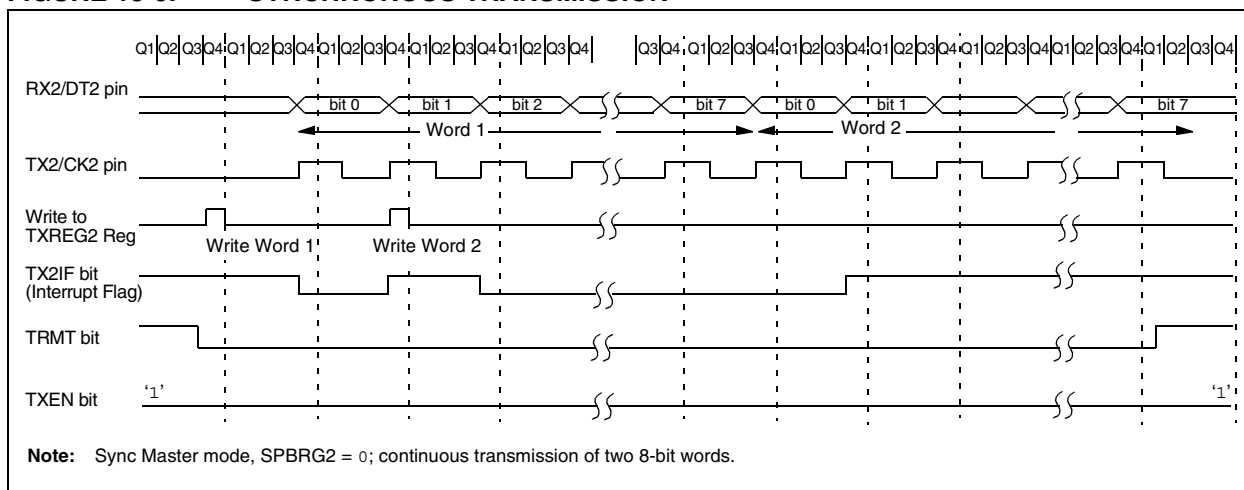 FIGURE SYNCHRONOUS TRANSMISSION
Q1 Q2 Q3 Q4 Q1 Q2 Q3 Q4 Q1 Q2 Q3 Q4 Q1 Q2 Q3 Q4 Q1 Q2 Q3 Q4 Q3 Q4 Q1 Q2 Q3 Q4 Q1 Q2 Q3 Q4 Q1 Q2 Q3 Q4 Q1 Q2 Q3 Q4 Q1 Q2 Q3 Q4 Q1 Q2 Q3 Q4
RX2/DT2 pin
bit 0 bit 1 bit 2 bit 7 bit 0 bit 1 bit 7
Word 1 Word 2
TX2/CK2 pin
Write to
TXREG2 Reg
Write Word 1 Write Word 2
TX2IF bit
(Interrupt Flag)
TRMT bit
TXEN bit
‘1’ ‘1’
Note: Sync Master mode, SPBRG2 = 0; continuous transmission of two 8-bit words.